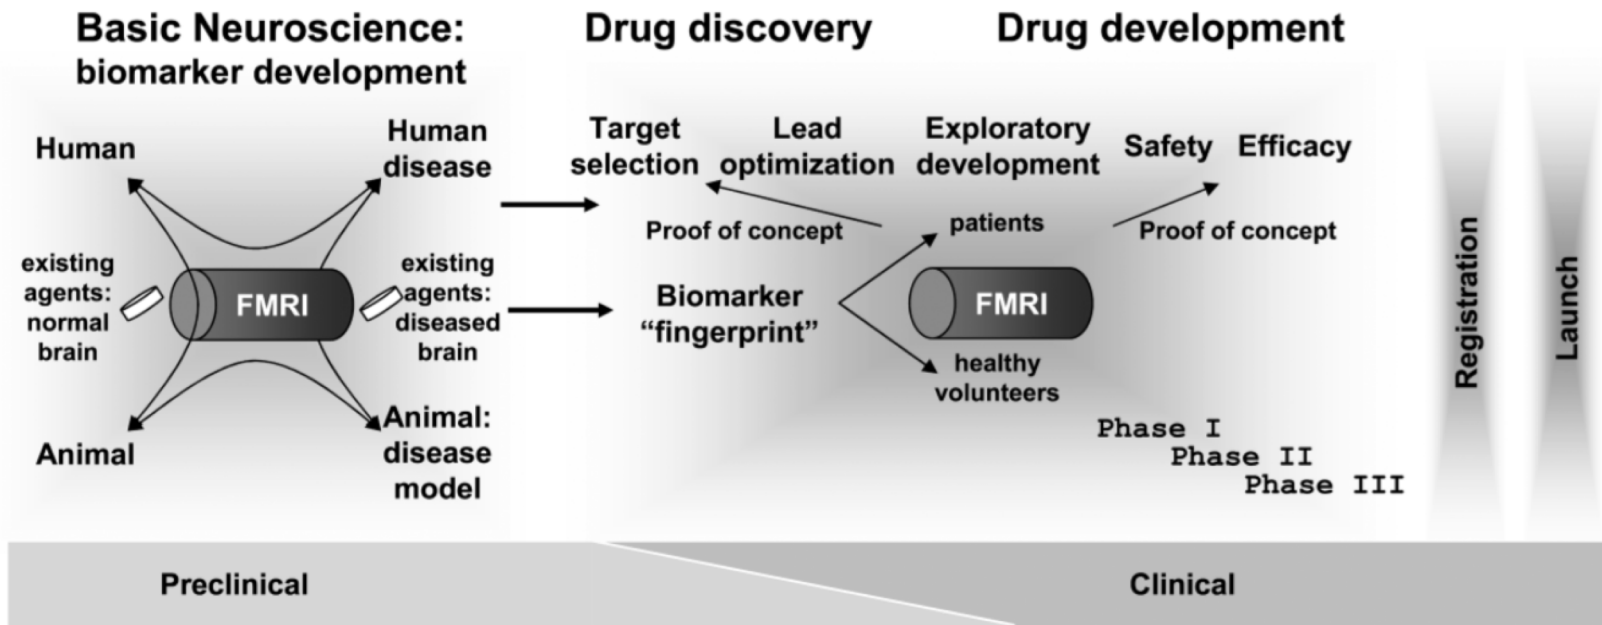 Basic Neuroscience:
biomarker development
Drug discovery
Drug development
Human
Human
disease
existing
agents:
normal
brain
FMRI
existing
agents:
diseased
brain
Animal
Animal:
disease
model
Target
selection
Lead
optimization
Exploratory
development
Safety
Efficacy
Proof of concept
patients
Proof of concept
Biomarker
“fingerprint”
FMRI
healthy
volunteers
Phase I
Phase II
Phase III
Registration
Launch
Preclinical
Clinical